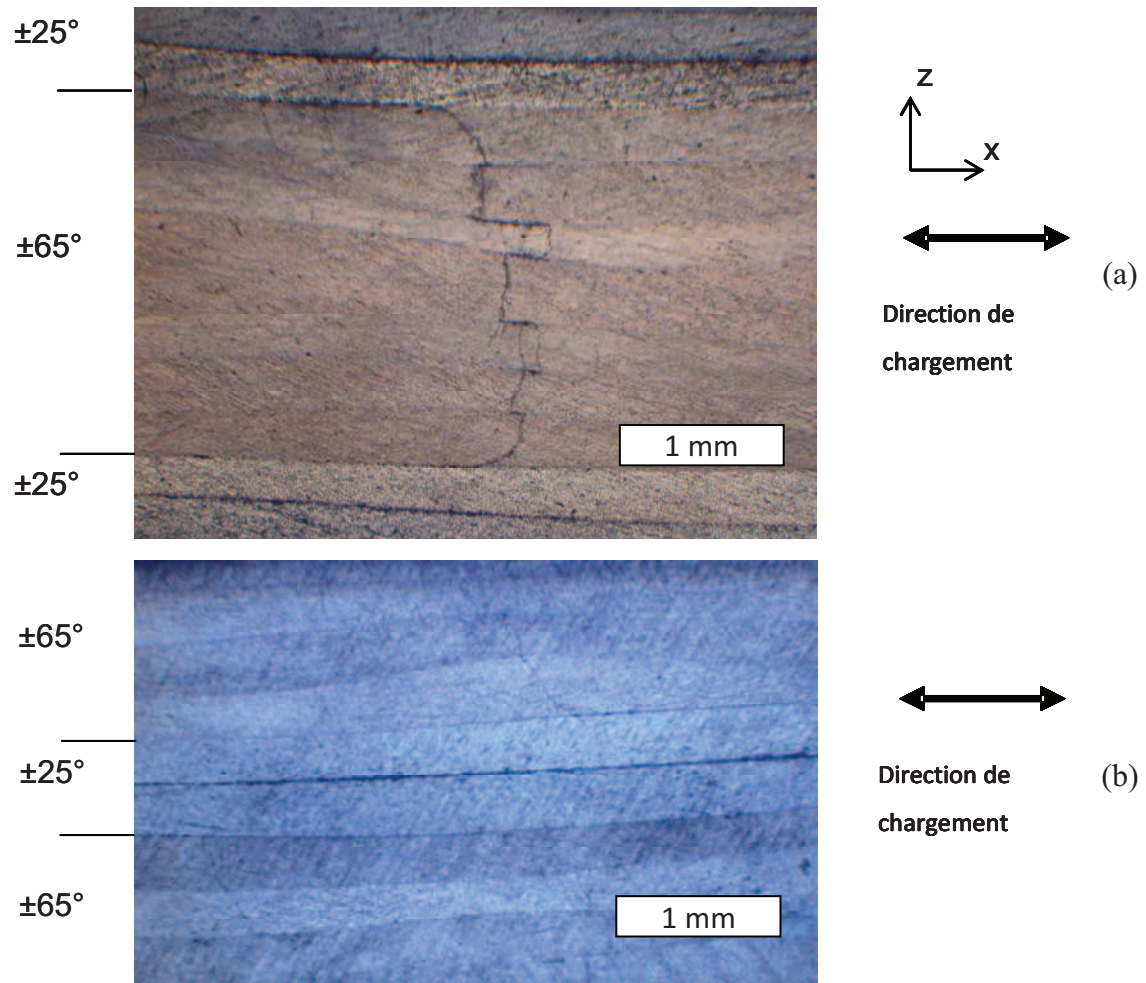 ±25°
±65°
±25°
1 mm
Z
X
(a)
Direction de
chargement
±65°
±25°
±65°
1 mm
(b)
Direction de
chargement